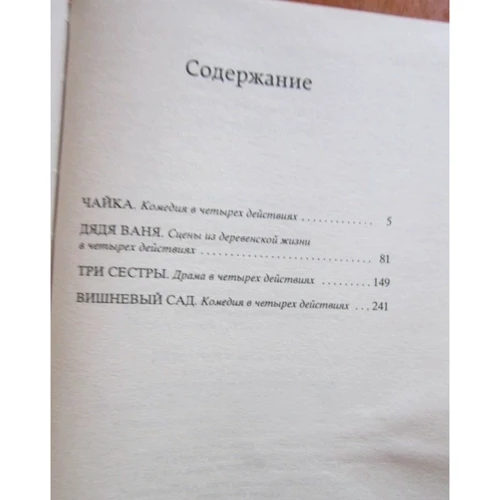 Содержание
ЧАЙКА. Комедия в четырех действиях . . . . . . . . . . . . . 5
ДЯДЯ ВАНЯ. Сцены из деревенской жизни
в четырех действиях . . . . . . . . . . . . . . . . . . . . . . . . . . . . . 81
ТРИ СЕСТРЫ. Драма в четырех действиях . . . . . . . . . 149
ВИШНЕВЫЙ САД. Комедия в четырех действиях . . . 241